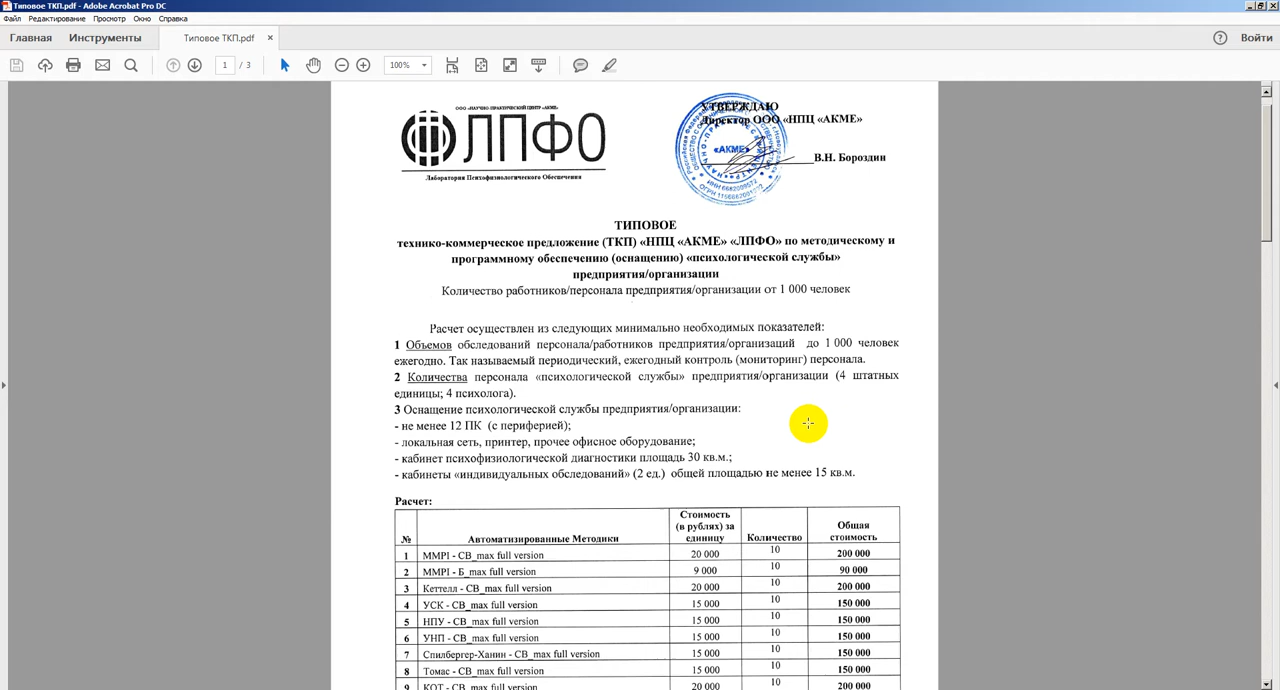 Типовое ТКП.pdf - Adobe Acrobat Pro DC
Файл Редактирование Просмотр Окно Справка
Главная Инструменты Типовое ТКП.pdf × Войти
1 / 3 100%
ООО «НАУЧНО-ПРАКТИЧЕСКИЙ ЦЕНТР «АКМЕ»
ЛПФО
Лаборатория Психофизиологического Обеспечения
УТВЕРЖДАЮ
Директор ООО «НПЦ «АКМЕ»
«АКМЕ»
В.Н. Бороздин
ТИПОВОЕ
технико-коммерческое предложение (ТКП) «НПЦ «АКМЕ» «ЛПФО» по методическому и
программному обеспечению (оснащению) «психологической службы»
предприятия/организации
Количество работников/персонала предприятия/организации от 1 000 человек
Расчет осуществлен из следующих минимально необходимых показателей:
1 Объемов обследований персонала/работников предприятия/организаций до 1 000 человек
ежегодно. Так называемый периодический, ежегодный контроль (мониторинг) персонала.
2 Количества персонала «психологической службы» предприятия/организации (4 штатных
единицы; 4 психолога).
3 Оснащение психологической службы предприятия/организации:
- не менее 12 ПК (с периферией);
- локальная сеть, принтер, прочее офисное оборудование;
- кабинет психофизиологической диагностики площадь 30 кв.м.;
- кабинеты «индивидуальных обследований» (2 ед.) общей площадью не менее 15 кв.м.
Расчет:
№ Автоматизированные Методики Стоимость (в рублях) за единицу Количество Общая стоимость
1 MMPI - СВ_max full version 20 000 10 200 000
2 MMPI - Б_max full version 9 000 10 90 000
3 Кеттелл - СВ_max full version 20 000 10 200 000
4 УСК - СВ_max full version 15 000 10 150 000
5 НПУ - СВ_max full version 15 000 10 150 000
6 УНП - СВ_max full version 15 000 10 150 000
7 Спилбергер-Ханин - СВ_max full version 15 000 10 150 000
8 Томас - СВ_max full version 15 000 10 150 000
9 КОТ - СВ_max full version 20 000 10 200 000